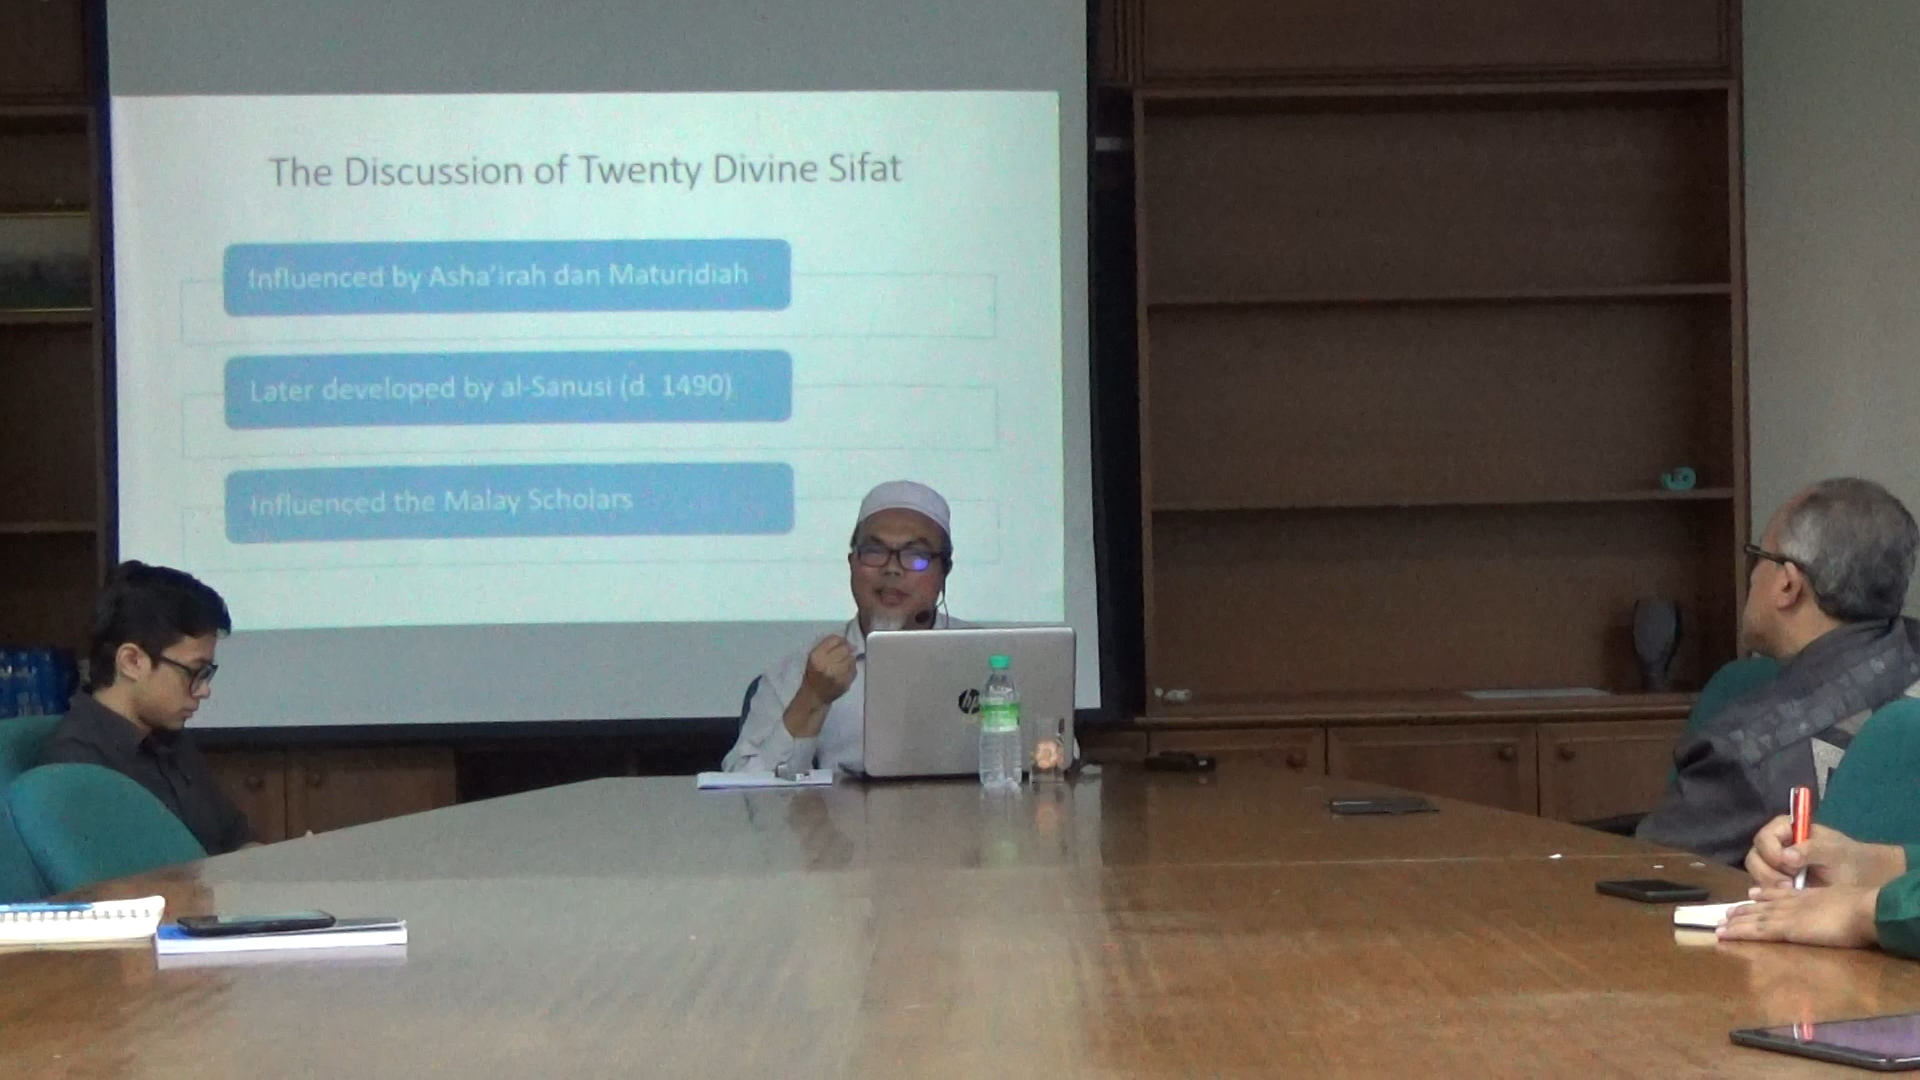 The Discussion of Twenty Divine Sifat
Influenced by Asha'irah dan Maturidiah
Later developed by al-Sanusi (d. 1490)
Influenced the Malay Scholars
hp